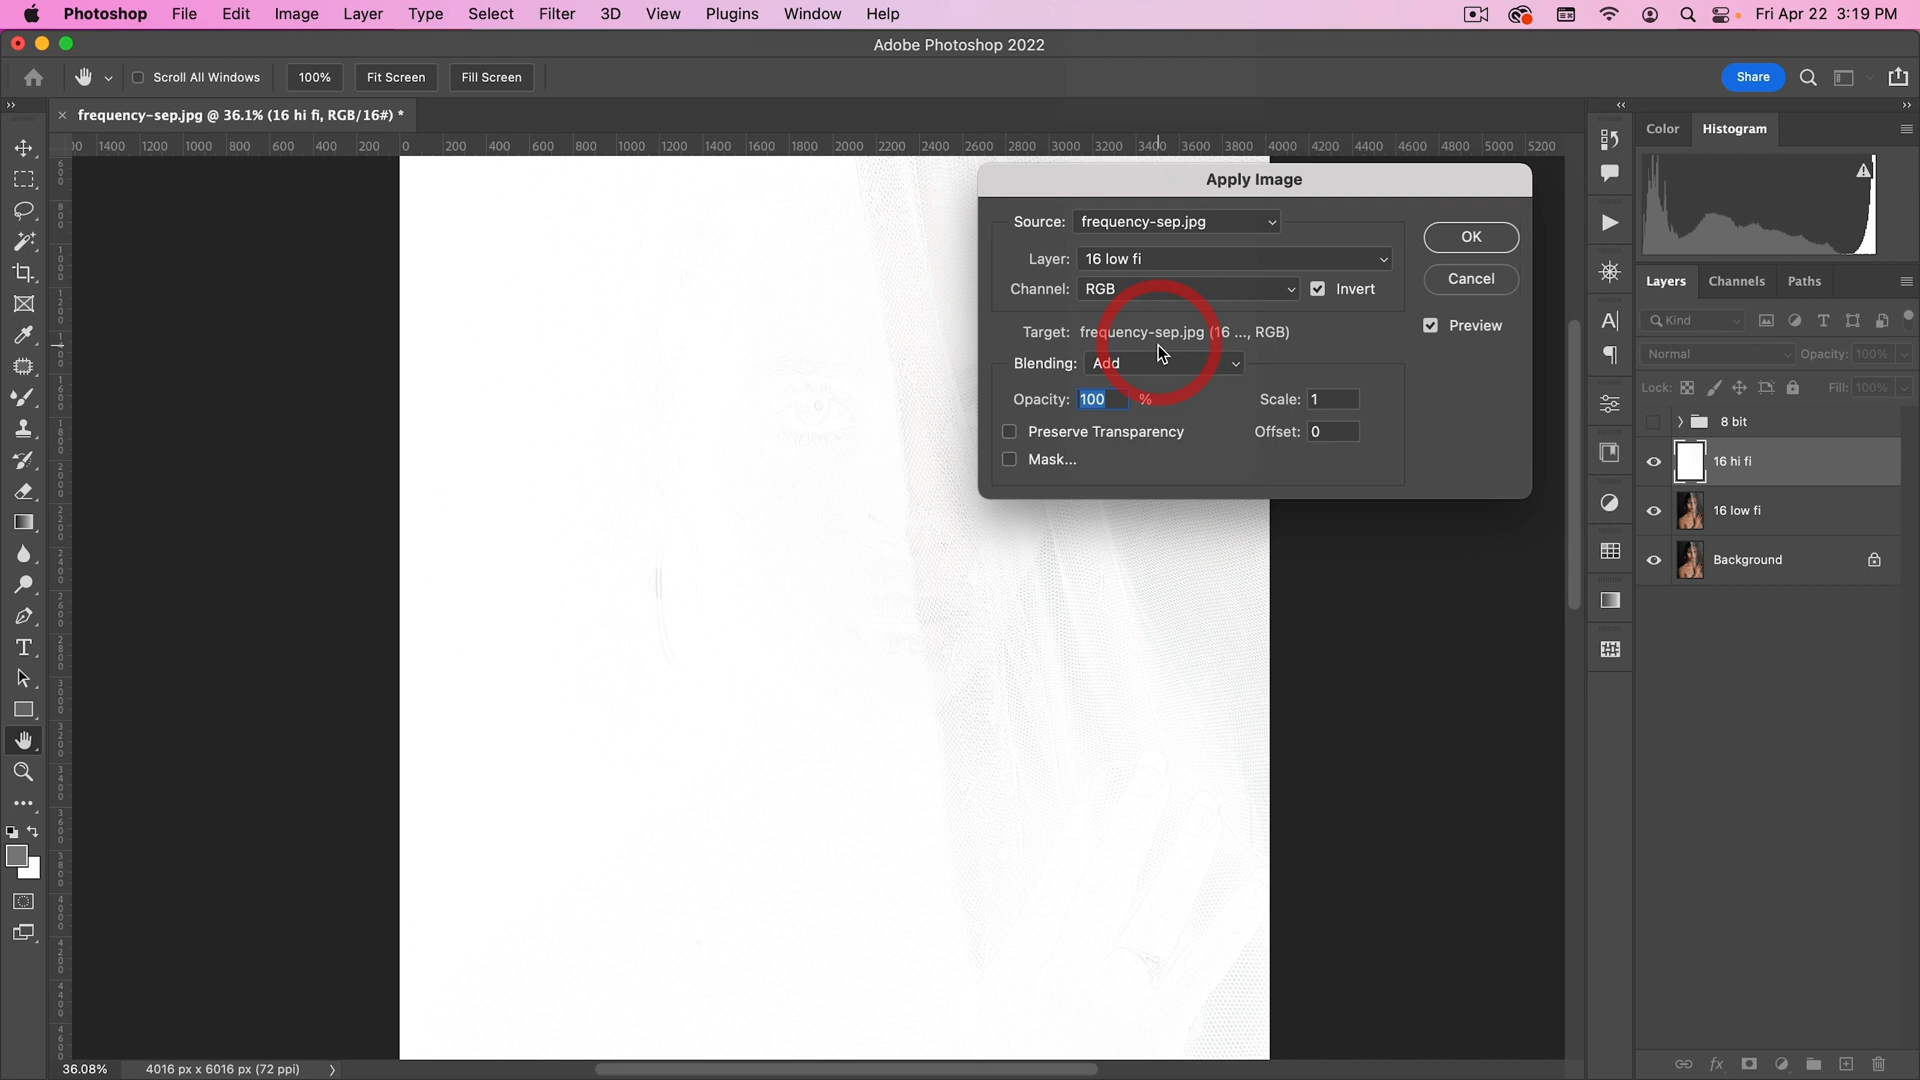 Photoshop File Edit Image Layer Type Select Filter 3D View Plugins Window Help Fri Apr 22 3:19 PM
Adobe Photoshop 2022
Scroll All Windows 100% Fit Screen Fill Screen Share
frequency-sep.jpg @ 36.1% (16 hi fi, RGB/16#) *
1400 1200 1000 800 600 400 200 0 200 400 600 800 1000 1200 1400 1600 1800 2000 2200 2400 2600 2800 3000 3200 3400 3600 3800 4000 4200 4400 4600 4800 5000 5200
Color Histogram
Apply Image
Source: frequency-sep.jpg
OK
Layer: 16 low fi
Cancel
Channel: RGB Invert
Target: frequency-sep.jpg (16 ..., RGB)
Preview
Blending: Add
Opacity: 100 % Scale: 1
Preserve Transparency Offset: 0
Mask...
Layers Channels Paths
Kind
Normal Opacity: 100%
Lock: Fill: 100%
8 bit
16 hi fi
16 low fi
Background
36.08% 4016 px x 6016 px (72 ppi)